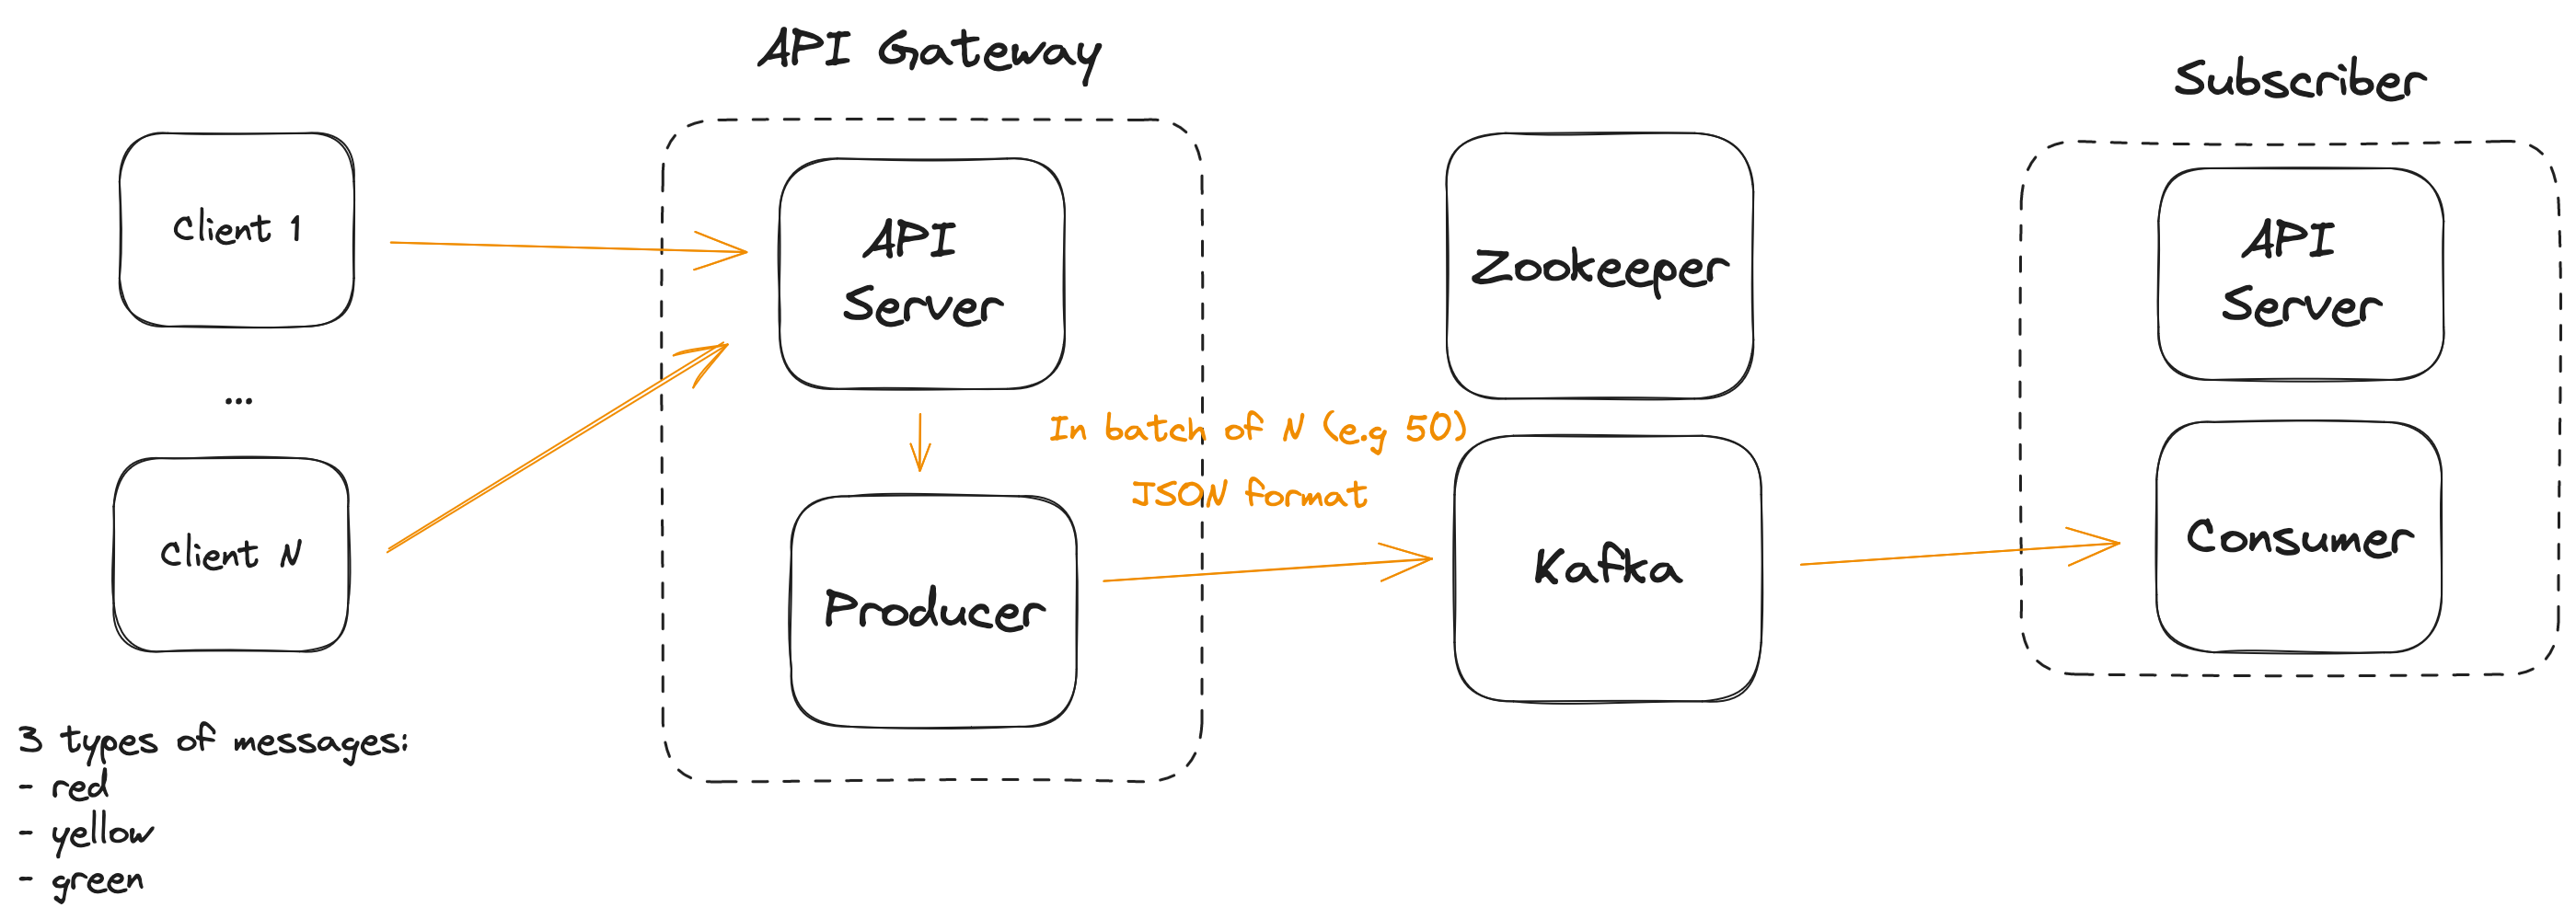 API Gateway
Subscriber
Client 1
...
Client N
API
Server
In batch of N (e.g 50)
JSON format
Producer
Zookeeper
Kafka
API
Server
Consumer
3 types of messages:
- red
- yellow
- green